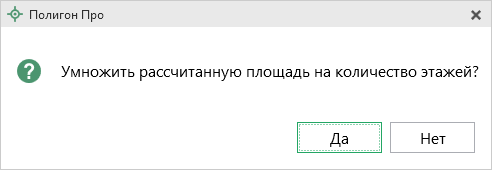 Полигон Про
Умножить рассчитанную площадь на количество этажей?
Да
Нет